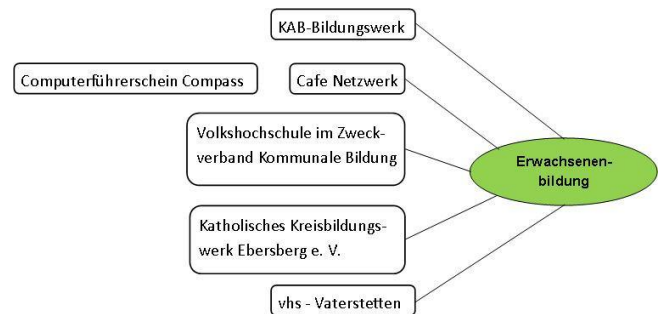 KAB-Bildungswerk
Computerführerschein Compass
Cafe Netzwerk
Volkshochschule im Zweck-
verband Kommunale Bildung
Erwachsenen-
bildung
Katholisches Kreisbildungs-
werk Ebersberg e. V.
vhs - Vaterstetten